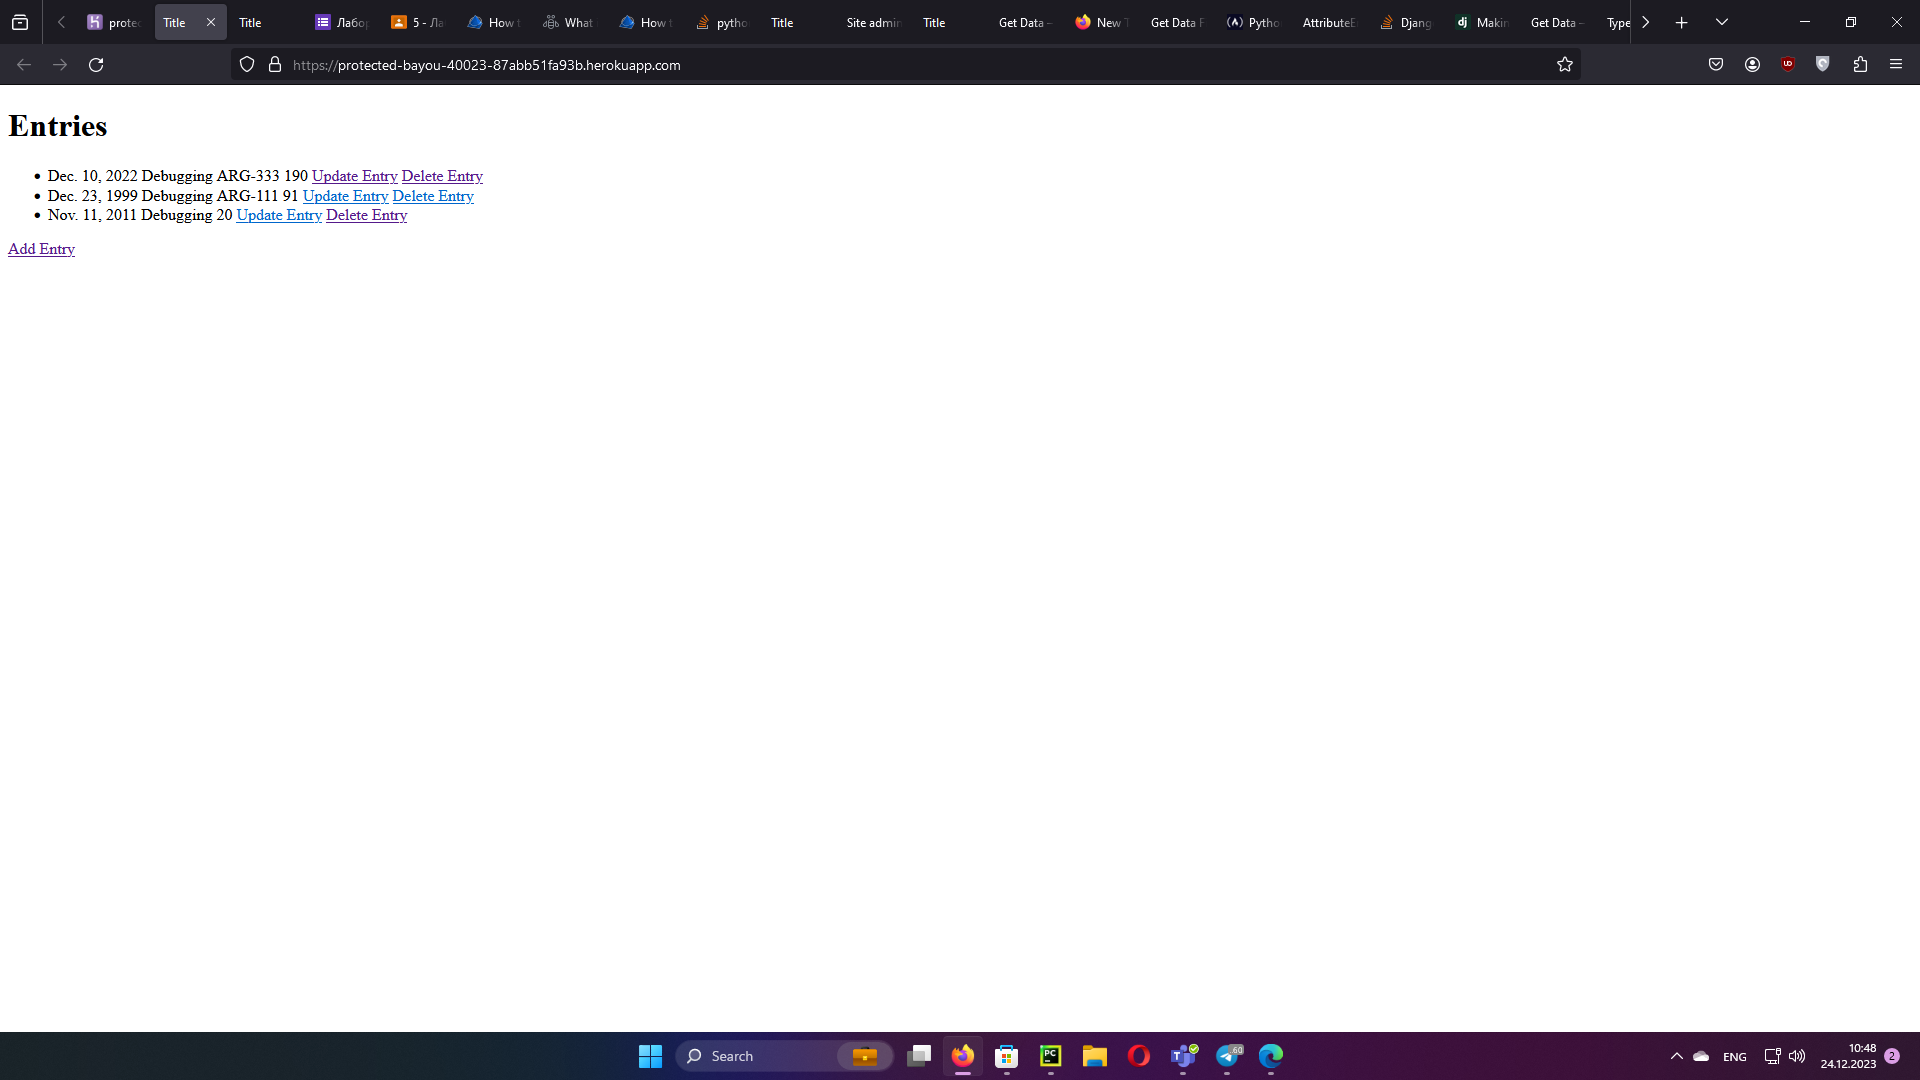 protec
Title
Title
Лабор
5 - Ла
How t
What
How t
pytho
Title
Site admin
Title
Get Data –
New T
Get Data F
Pytho
AttributeE
Djang
Makin
Get Data –
Type
https://protected-bayou-40023-87abb51fa93b.herokuapp.com
Entries
Dec. 10, 2022 Debugging ARG-333 190 Update Entry Delete Entry
Dec. 23, 1999 Debugging ARG-111 91 Update Entry Delete Entry
Nov. 11, 2011 Debugging 20 Update Entry Delete Entry
Add Entry
Search
PC
60
ENG
10:48
24.12.2023
2